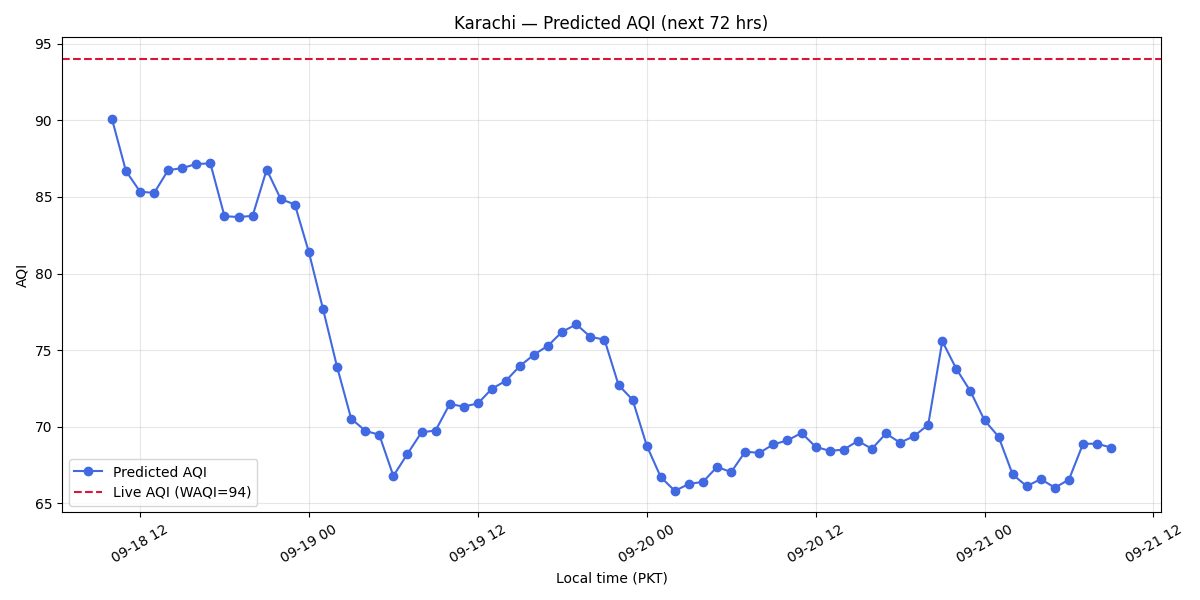 Karachi — Predicted AQI (next 72 hrs)
95
90
85
80
75
70
65
AQI
Predicted AQI
Live AQI (WAQI=94)
09-18 12
09-19 00
09-19 12
09-20 00
09-20 12
09-21 00
09-21 12
Local time (PKT)